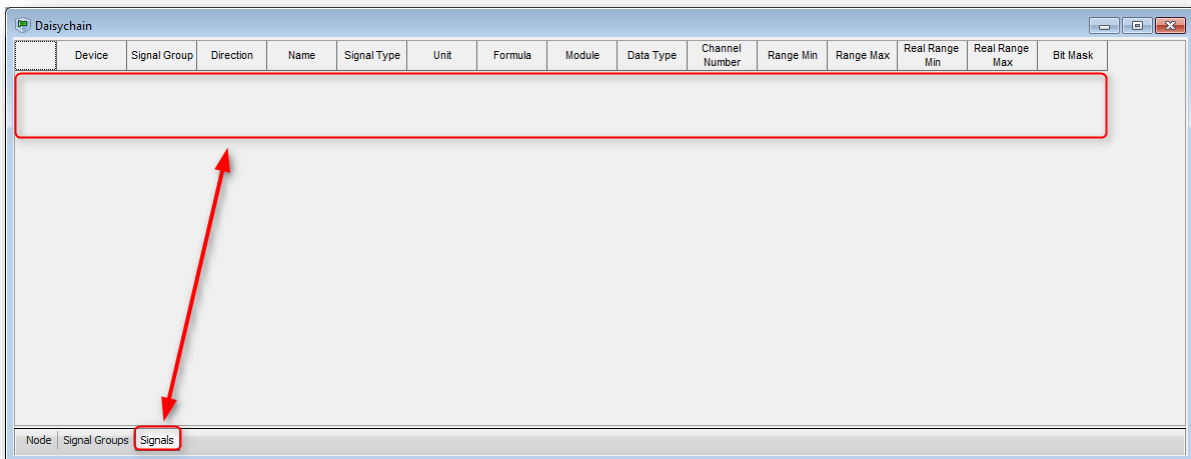 Daisychain
Device Signal Group Direction Name Signal Type Unit Formula Module Data Type Channel Number Range Min Range Max Real Range Min Real Range Max Bit Mask
Node Signal Groups Signals